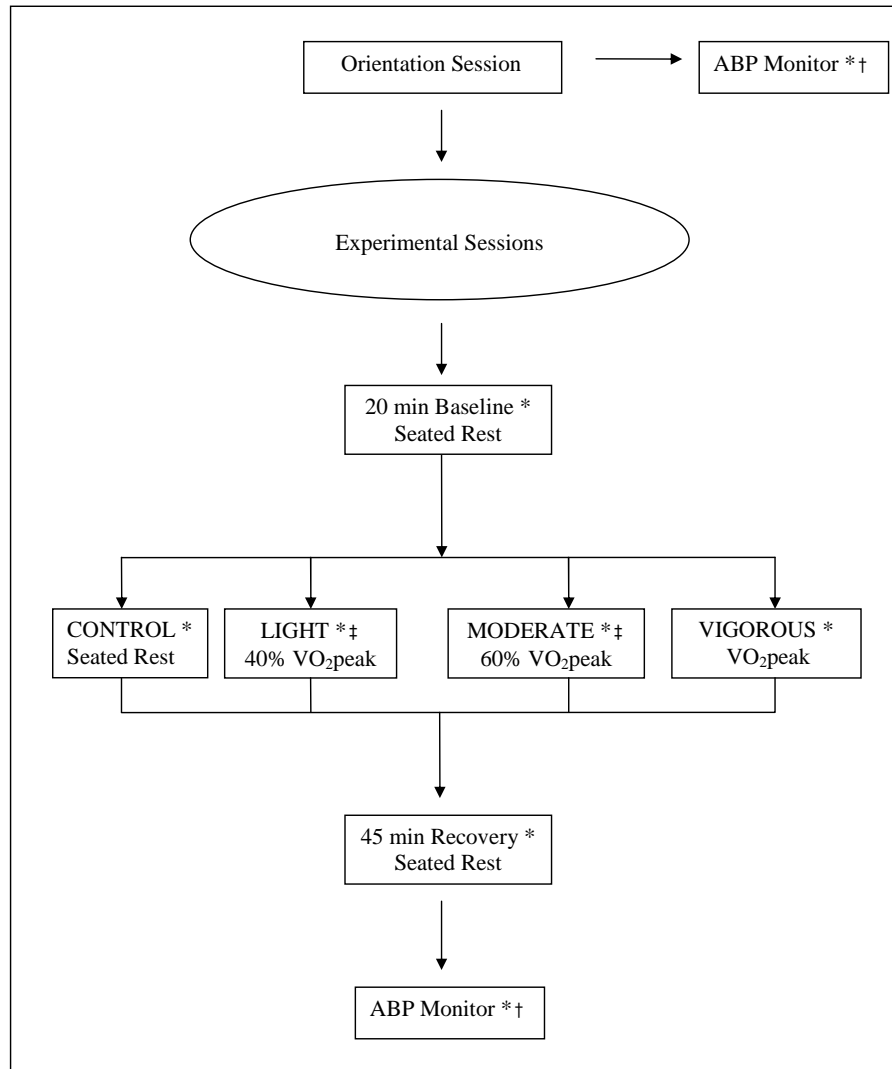 Orientation Session
ABP Monitor *†
Experimental Sessions
20 min Baseline *
Seated Rest
CONTROL *
Seated Rest
LIGHT *‡
40% VO₂peak
MODERATE *‡
60% VO₂peak
VIGOROUS *
VO₂peak
45 min Recovery *
Seated Rest
ABP Monitor *†